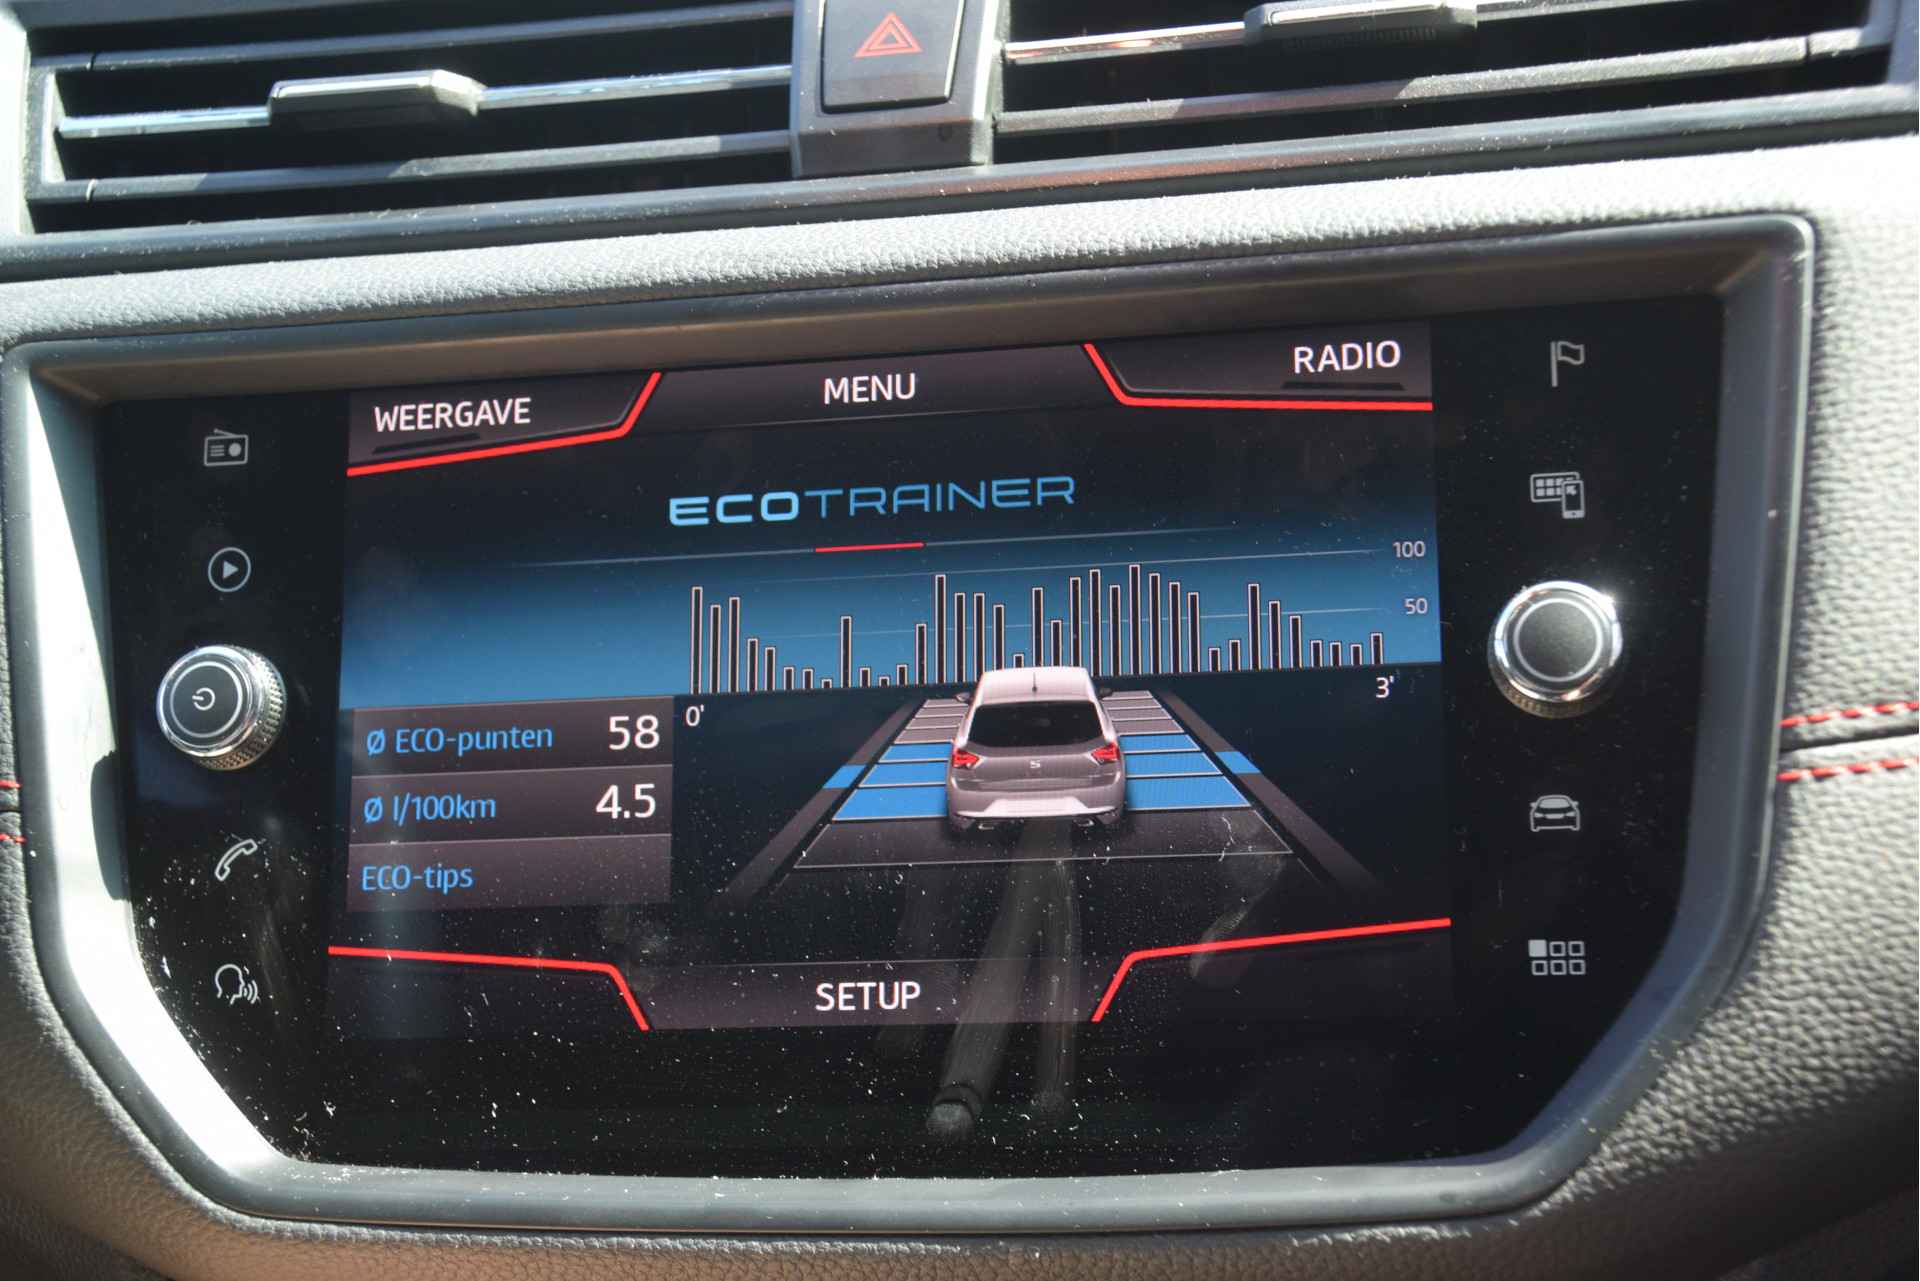 WEERGAVE
MENU
RADIO
ECOTRAINER
100
50
0'
3'
Ø ECO-punten 58
Ø l/100km 4.5
ECO-tips
SETUP